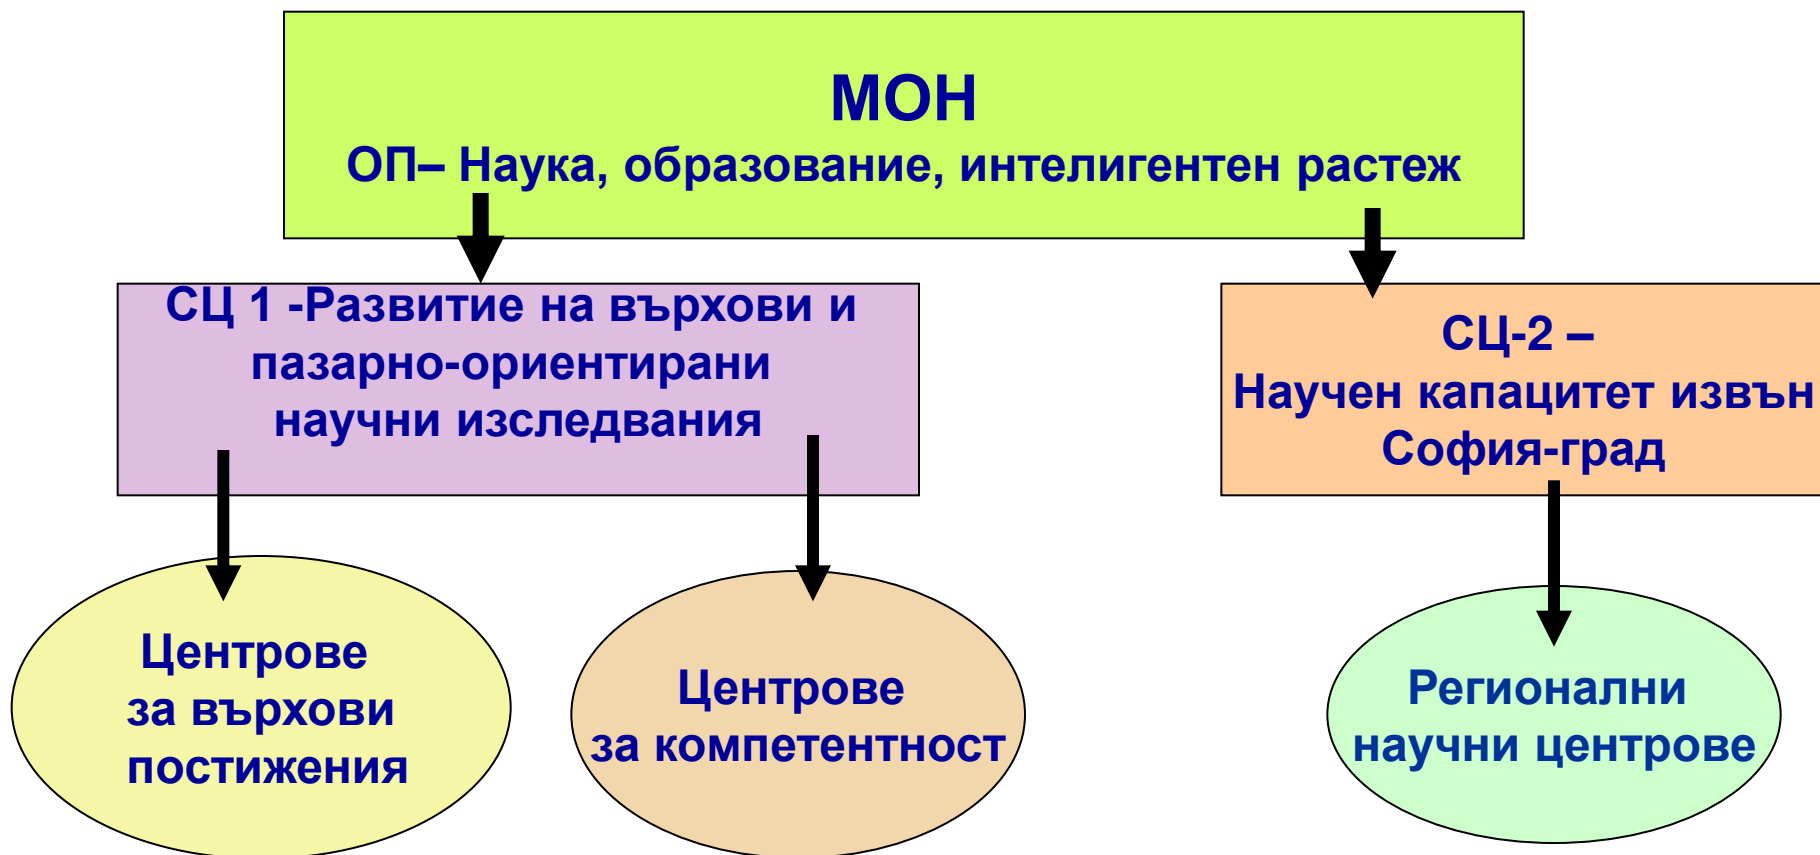 МОН
ОП– Наука, образование, интелигентен растеж
СЦ 1 -Развитие на върхови и
пазарно-ориентирани
научни изследвания
СЦ-2 –
Научен капацитет извън
София-град
Центрове
за върхови
постижения
Центрове
за компетентност
Регионални
научни центрове